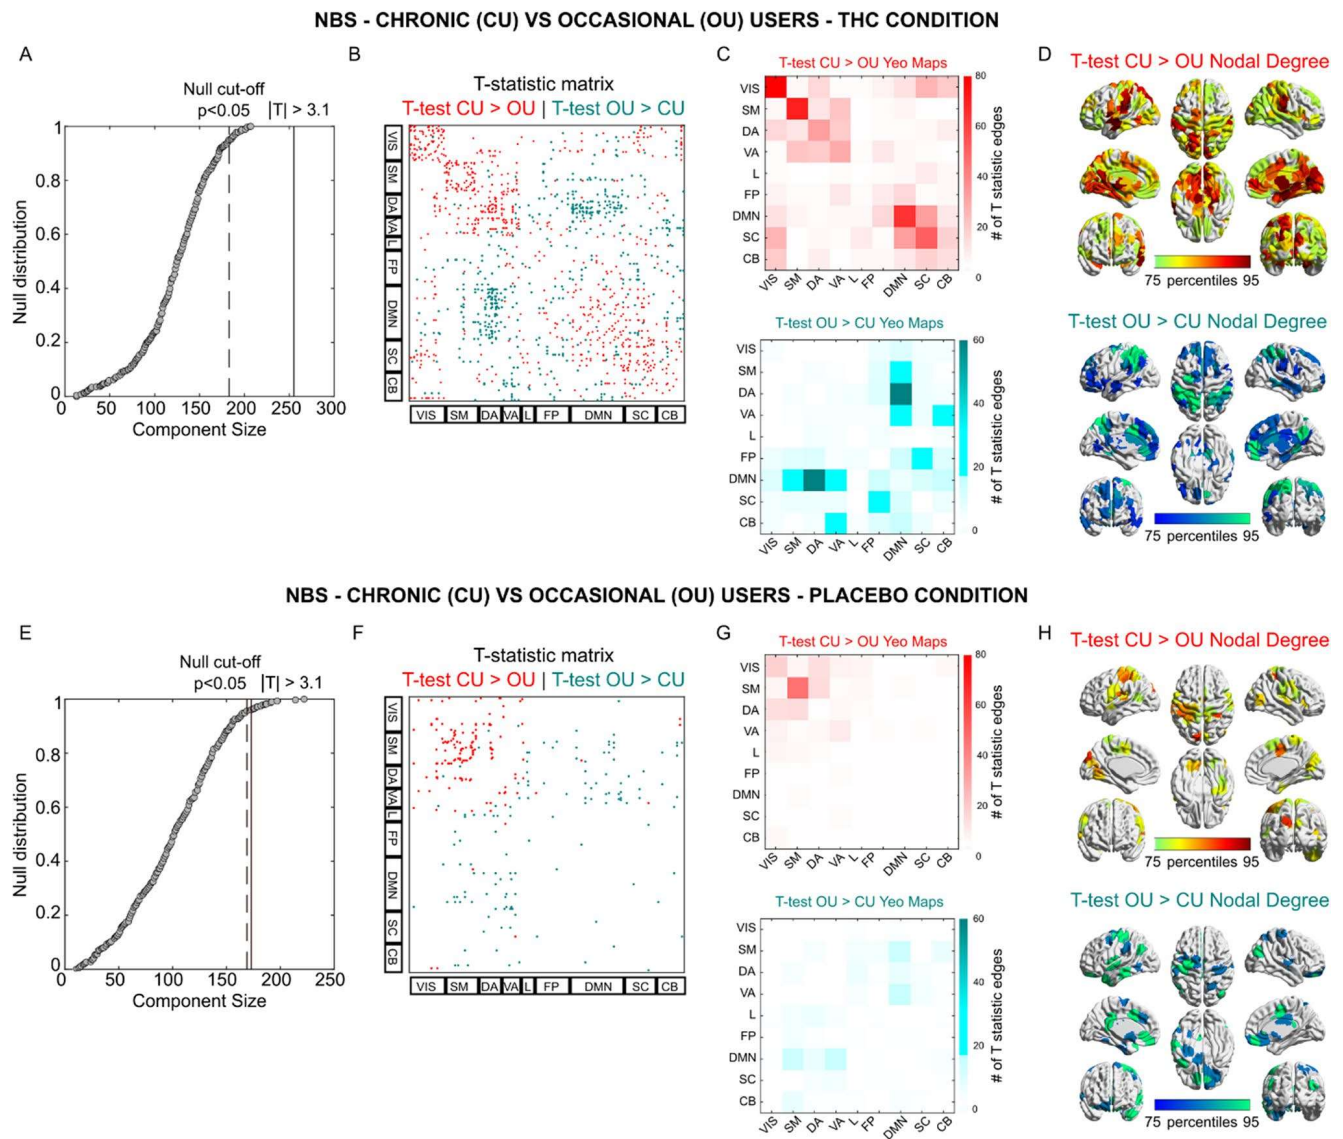 NBS - CHRONIC (CU) VS OCCASIONAL (OU) USERS - THC CONDITION
A
Null cut-off
p<0.05 |T| > 3.1
Null distribution
1
0.8
0.6
0.4
0.2
0
0 50 100 150 200 250 300
Component Size
B
T-statistic matrix
T-test CU > OU | T-test OU > CU
VIS
SM
DA
VA
L
FP
DMN
SC
CB
VIS SM DA VA L FP DMN SC CB
C
T-test CU > OU Yeo Maps
VIS
SM
DA
VA
L
FP
DMN
SC
CB
VIS SM DA VA L FP DMN SC CB
80
60
40
20
0
# of T statistic edges
T-test OU > CU Yeo Maps
VIS
SM
DA
VA
L
FP
DMN
SC
CB
VIS SM DA VA L FP DMN SC CB
60
40
20
0
# of T statistic edges
D
T-test CU > OU Nodal Degree
75 percentiles 95
T-test OU > CU Nodal Degree
75 percentiles 95
NBS - CHRONIC (CU) VS OCCASIONAL (OU) USERS - PLACEBO CONDITION
E
Null cut-off
p<0.05 |T| > 3.1
Null distribution
1
0.8
0.6
0.4
0.2
0
0 50 100 150 200 250
Component Size
F
T-statistic matrix
T-test CU > OU | T-test OU > CU
VIS
SM
DA
VA
L
FP
DMN
SC
CB
VIS SM DA VA L FP DMN SC CB
G
T-test CU > OU Yeo Maps
VIS
SM
DA
VA
L
FP
DMN
SC
CB
VIS SM DA VA L FP DMN SC CB
80
60
40
20
0
# of T statistic edges
T-test OU > CU Yeo Maps
VIS
SM
DA
VA
L
FP
DMN
SC
CB
VIS SM DA VA L FP DMN SC CB
60
40
20
0
# of T statistic edges
H
T-test CU > OU Nodal Degree
75 percentiles 95
T-test OU > CU Nodal Degree
75 percentiles 95